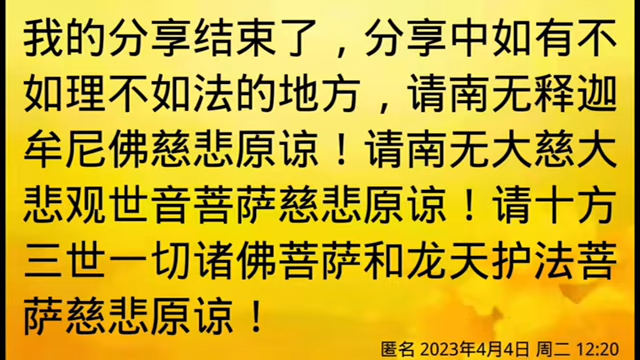 我的分享结束了，分享中如有不
如理不如法的地方，请南无释迦
牟尼佛慈悲原谅！请南无大慈大
悲观世音菩萨慈悲原谅！请十方
三世一切诸佛菩萨和龙天护法菩
萨慈悲原谅！
匿名 2023年4月4日 周二 12:20